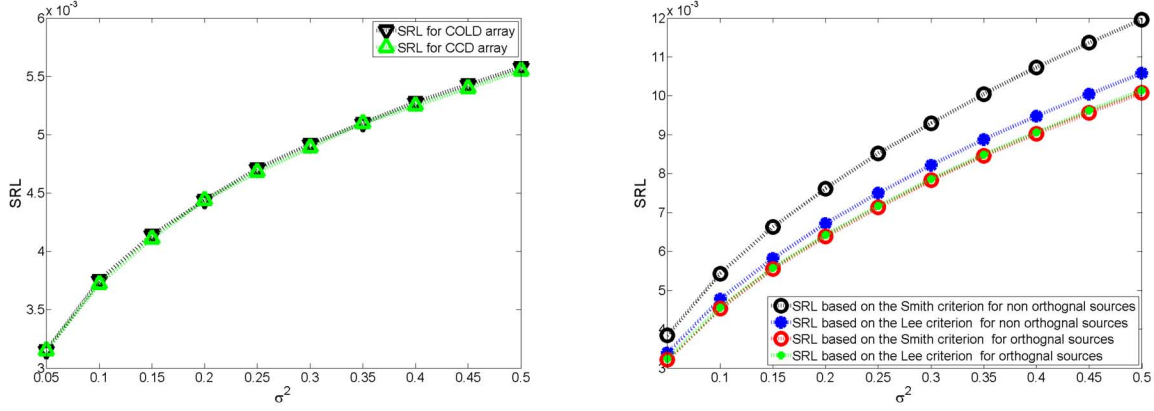 6 x 10^-3
5.5
5
4.5
4
3.5
3
SRL
0.05 0.1 0.15 0.2 0.25 0.3 0.35 0.4 0.45 0.5
σ²
SRL for COLD array
SRL for CCD array
12 x 10^-3
11
10
9
8
7
6
5
4
3
SRL
0.1 0.15 0.2 0.25 0.3 0.35 0.4 0.45 0.5
σ²
SRL based on the Smith criterion for non orthognal sources
SRL based on the Lee criterion for non orthognal sources
SRL based on the Smith criterion for orthognal sources
SRL based on the Lee criterion for orthognal sources